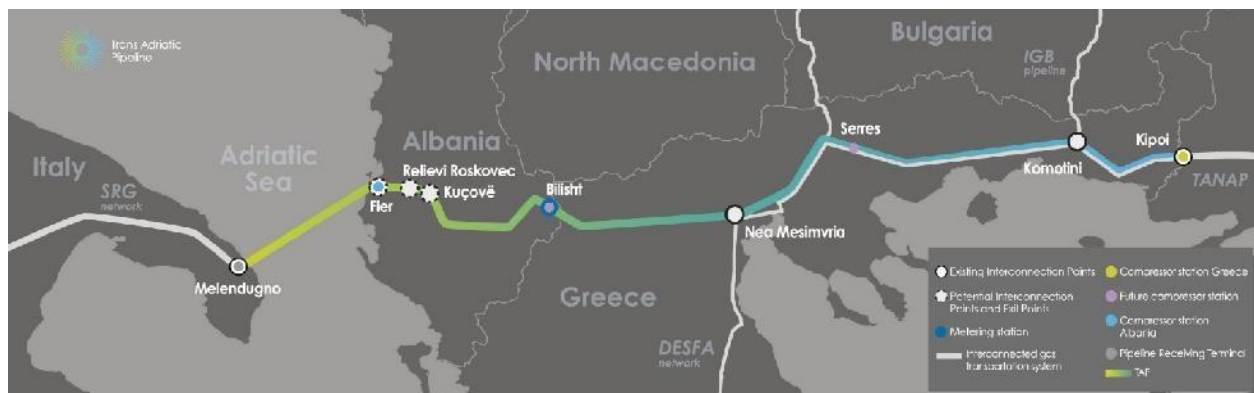 Trans Adriatic
Pipeline
North Macedonia
Bulgaria
IGB
pipeline
Serres
Kipoi
Albania
Relievi Roskovec
Kuçovë
Bilisht
Komotini
TANAP
Italy
SRG
network
Adriatic
Sea
Fier
Nea Mesimvria
Melendugno
Greece
DESFA
network
Existing Interconnection Points
Potential Interconnection
Points and Exit Points
Metering station
Interconnected gas
transportation system
Compressor station Greece
Future compressor station
Compressor station
Albania
Pipeline Receiving Terminal
TAP